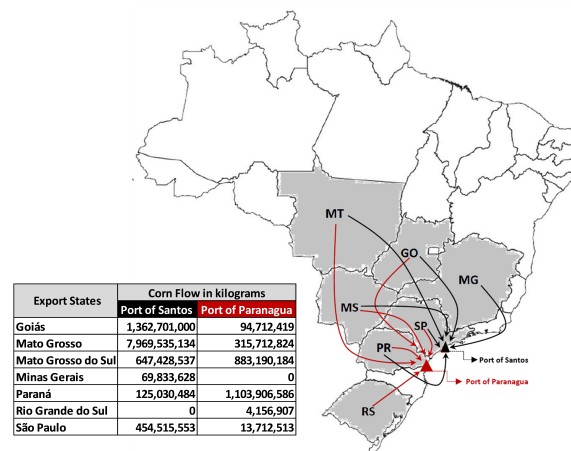 MT
GO
MG
MS
SP
PR
RS
Port of Santos
Port of Paranagua
Export States Corn Flow in kilograms
Port of Santos Port of Paranagua
Goiás 1,362,701,000 94,712,419
Mato Grosso 7,969,535,134 315,712,824
Mato Grosso do Sul 647,428,537 883,190,184
Minas Gerais 69,833,628 0
Paraná 125,030,484 1,103,906,586
Rio Grande do Sul 0 4,156,907
São Paulo 454,515,553 13,712,513